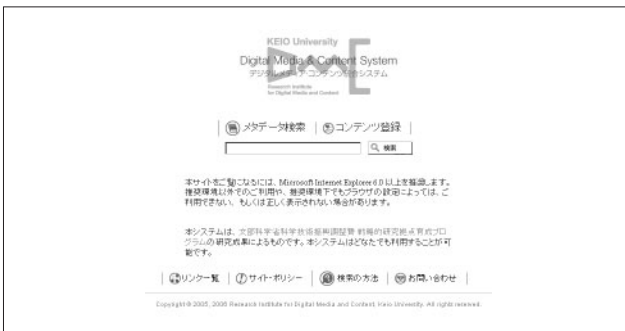 KEIO University
Digital Media & Content System
デジタルメディア・コンテンツ統合システム
DMC
Research Institute
for Digital Media and Content
メタデータ検索 | コンテンツ登録
検索
本サイトをご覧になるには、Microsoft Internet Explorer 6.0 以上を推奨します。
推奨環境以外でのご利用や、推奨環境下でもブラウザの設定によっては、ご
利用できない、もしくは正しく表示されない場合があります。
本システムは、文部科学省科学技術振興調整費 戦略的研究拠点育成プロ
グラムの研究成果によるものです。本システムはどなたでも利用することが可
能です。
リンク一覧 | サイト・ポリシー | 検索の方法 | お問い合わせ
Copyright © 2005, 2006 Research Institute for Digital Media and Content, Keio University. All rights reserved.